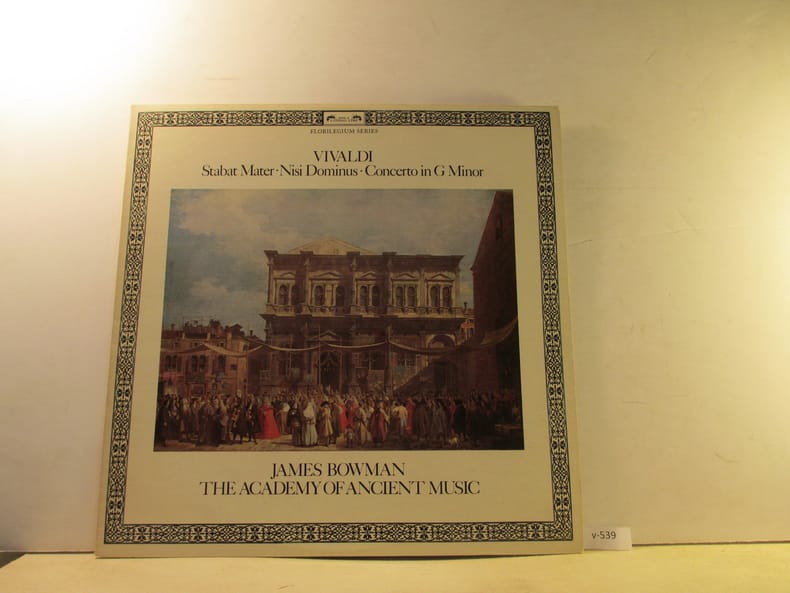 FLORILEGIUM SERIES
VIVALDI
Stabat Mater · Nisi Dominus · Concerto in G Minor
JAMES BOWMAN
THE ACADEMY OF ANCIENT MUSIC
v-539